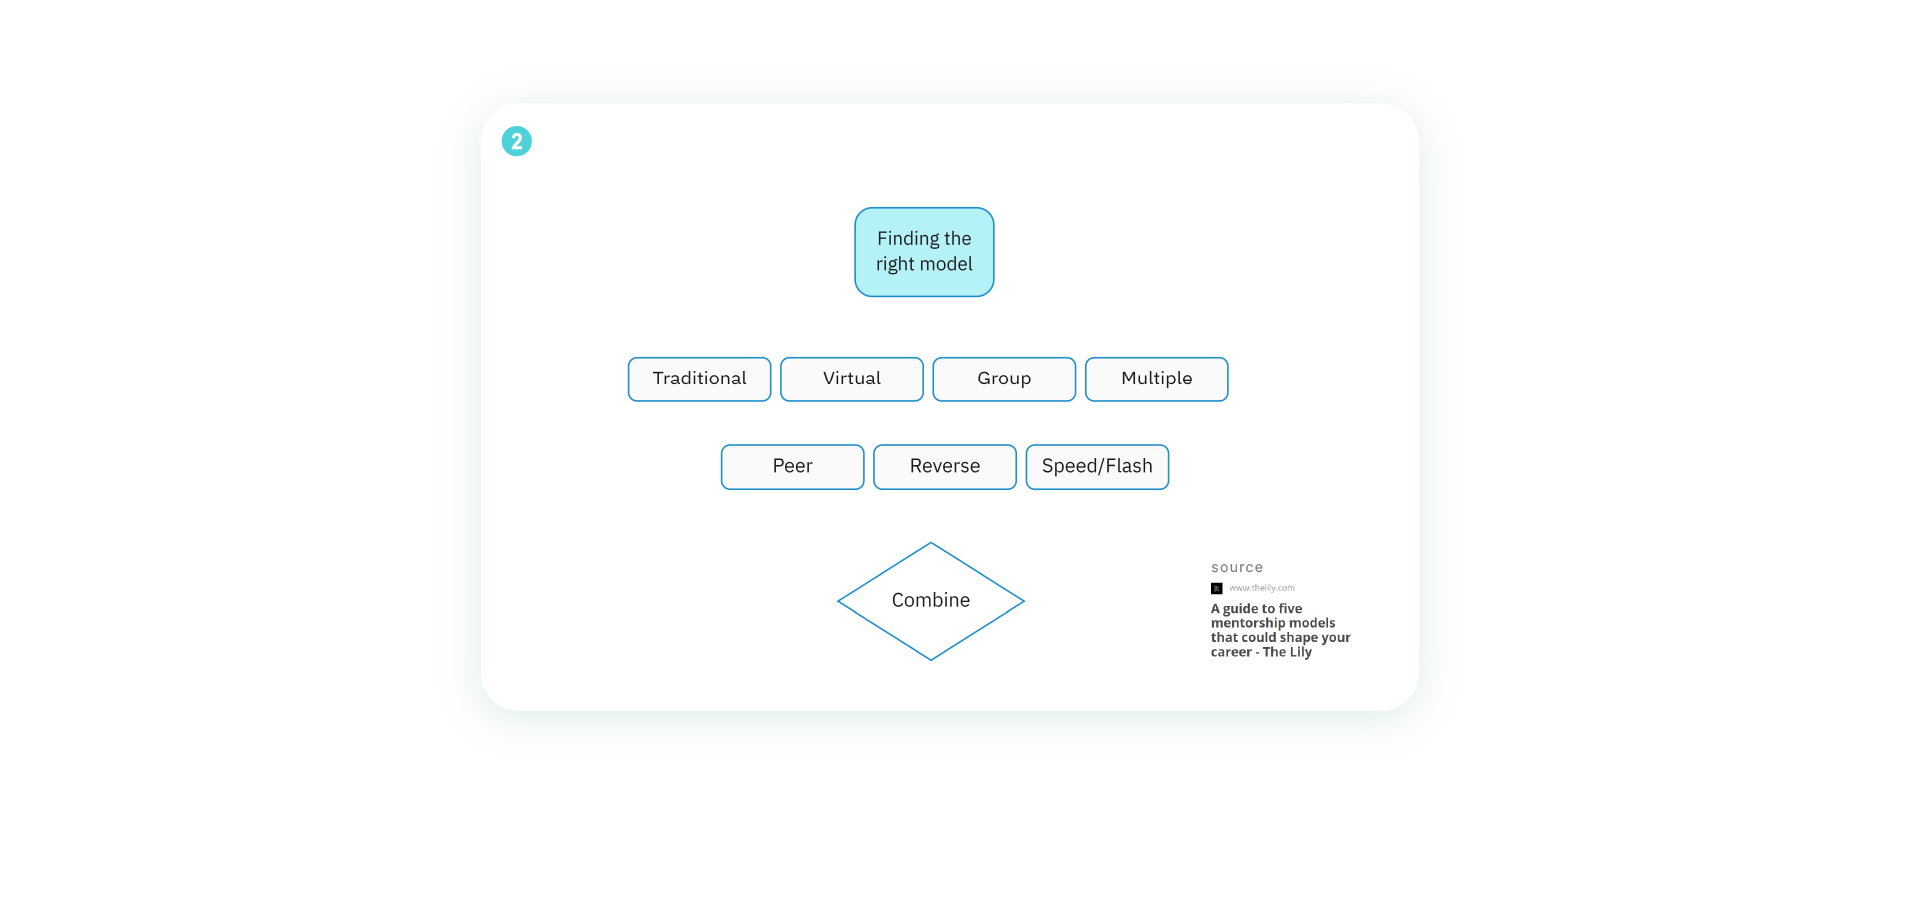 2
Finding the
right model
Traditional
Virtual
Group
Multiple
Peer
Reverse
Speed/Flash
Combine
source
www.thelily.com
A guide to five
mentorship models
that could shape your
career - The Lily